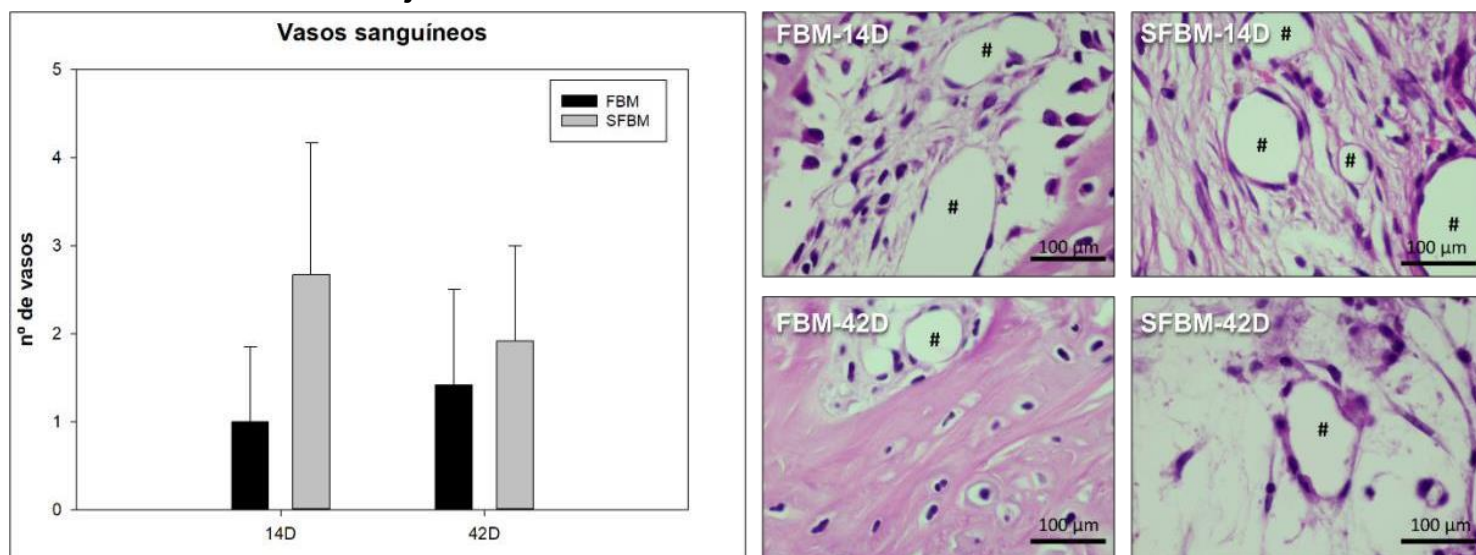 Vasos sanguíneos
5
4
3
2
1
0
nº de vasos
FBM
SFBM
14D
42D
FBM-14D
#
#
100 µm
SFBM-14D
#
#
#
#
100 µm
FBM-42D
#
100 µm
SFBM-42D
#
100 µm